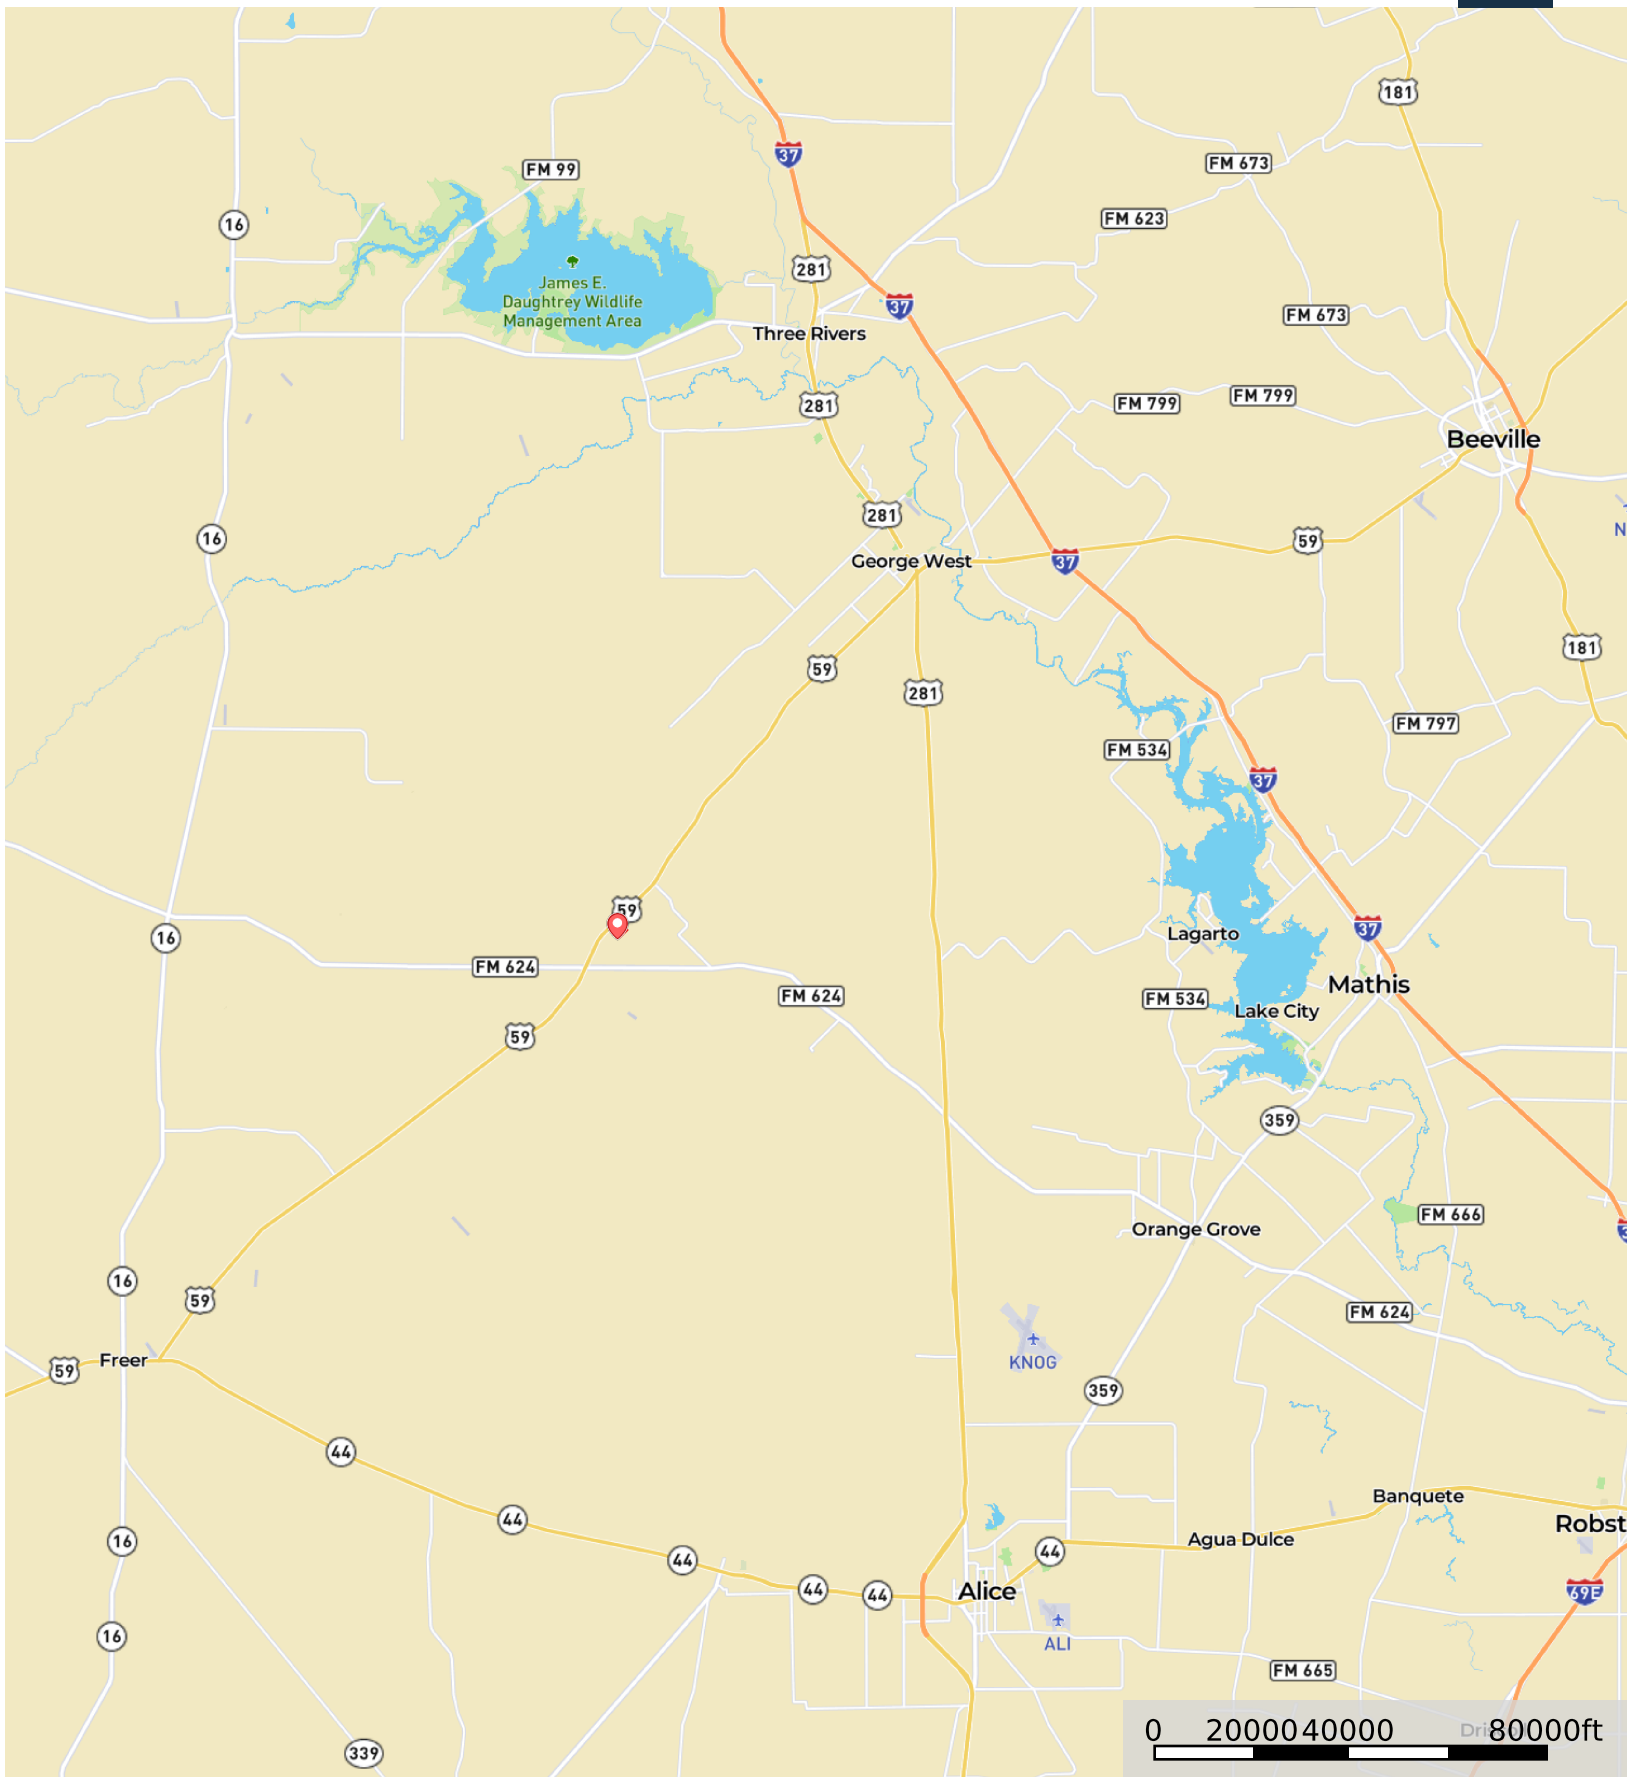 181
37
FM 673
FM 99
FM 623
16
281
James E.
Daughtrey Wildlife
Management Area
37
FM 673
Three Rivers
FM 799
FM 799
281
Beeville
281
16
59
N
George West
37
181
59
281
FM 797
FM 534
37
59
37
Lagarto
16
FM 624
Mathis
FM 624
FM 534
Lake City
59
359
FM 666
Orange Grove
16
59
FM 624
KNOG
Freer
59
359
44
Banquete
44
Robst
16
Agua Dulce
44
44
44
44
Alice
69E
16
ALI
FM 665
339
0 20000 40000 80000ft